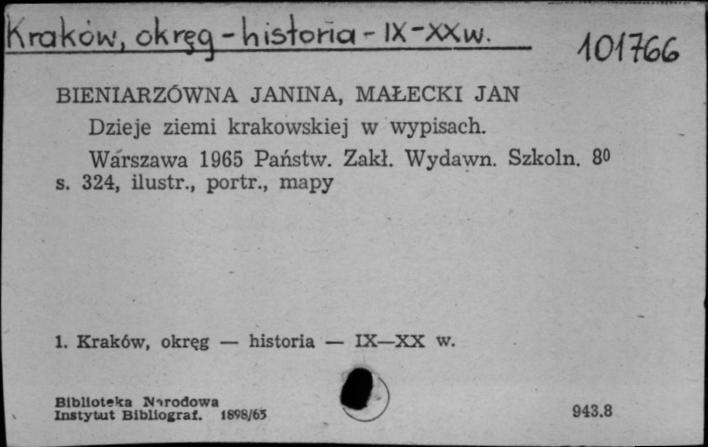 Kraków, okręg - historia - IX-XXw.
101766
BIENIARZÓWNA JANINA, MAŁECKI JAN
Dzieje ziemi krakowskiej w wypisach.
Warszawa 1965 Państw. Zakł. Wydawn. Szkoln. 8⁰
s. 324, ilustr., portr., mapy
1. Kraków, okręg — historia — IX—XX w.
Biblioteka Narodowa
Instytut Bibliograf. 1898/65
943.8